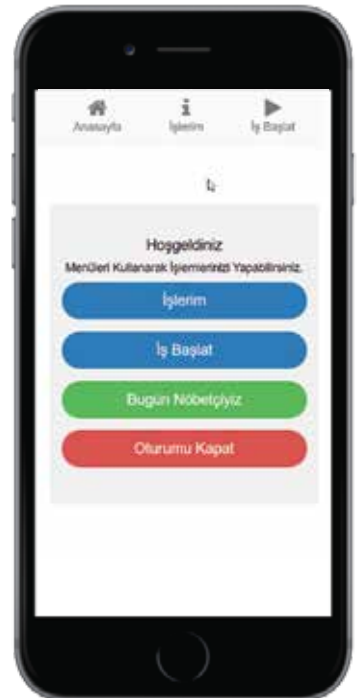 Anasayfa İşlerim İş Başlat
Hoşgeldiniz
Menüleri Kullanarak İşlemlerinizi Yapabilirsiniz.
İşlerim
İş Başlat
Bugün Nöbetçiyiz
Oturumu Kapat